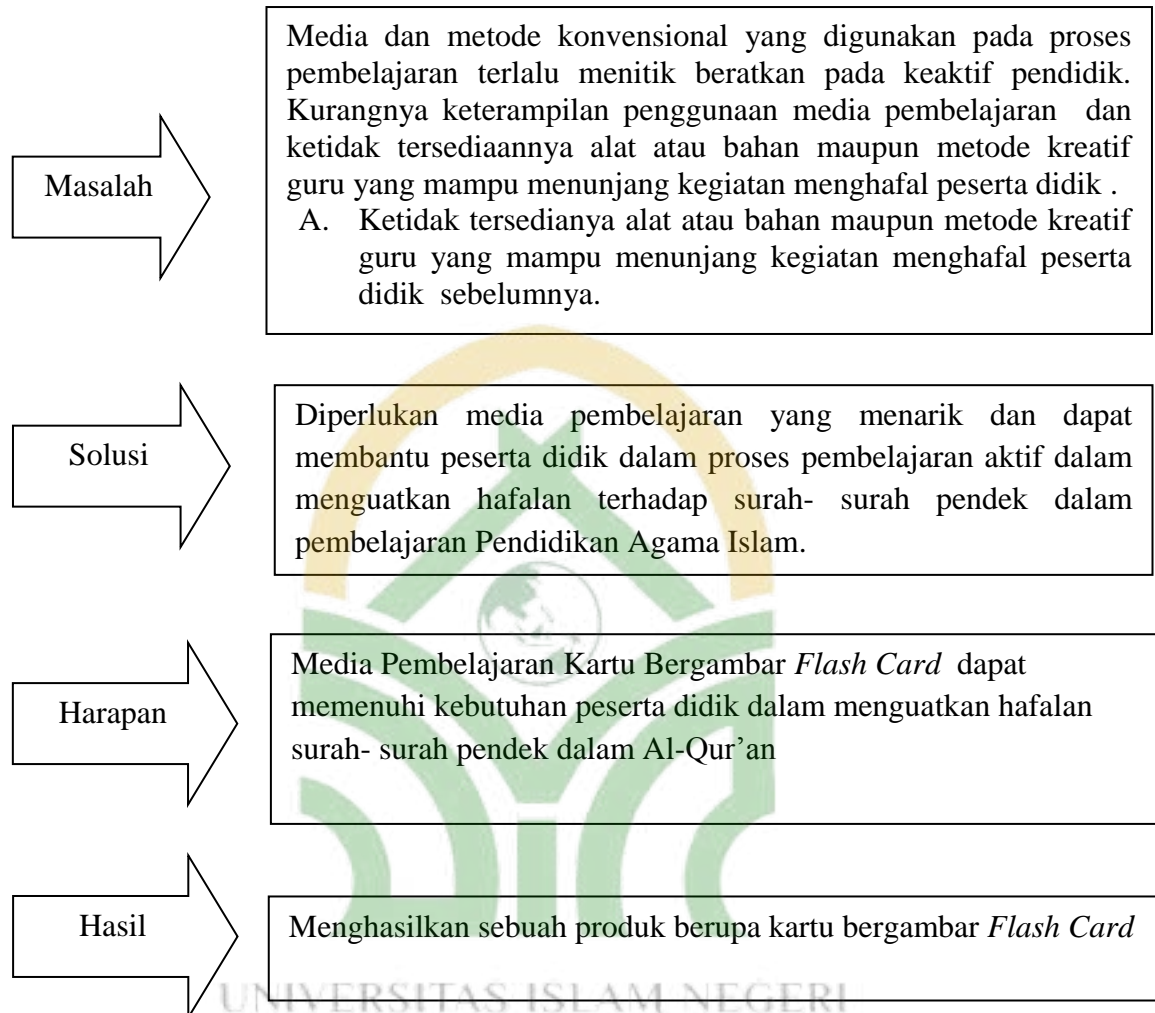 Media dan metode konvensional yang digunakan pada proses
pembelajaran terlalu menitik beratkan pada keaktif pendidik.
Kurangnya keterampilan penggunaan media pembelajaran dan
ketidak tersediaannya alat atau bahan maupun metode kreatif
guru yang mampu menunjang kegiatan menghafal peserta didik .
A. Ketidak tersedianya alat atau bahan maupun metode kreatif
guru yang mampu menunjang kegiatan menghafal peserta
didik sebelumnya.
Masalah
Diperlukan media pembelajaran yang menarik dan dapat
membantu peserta didik dalam proses pembelajaran aktif dalam
menguatkan hafalan terhadap surah- surah pendek dalam
pembelajaran Pendidikan Agama Islam.
Solusi
Media Pembelajaran Kartu Bergambar Flash Card dapat
memenuhi kebutuhan peserta didik dalam menguatkan hafalan
surah- surah pendek dalam Al-Qur’an
Harapan
Hasil
Menghasilkan sebuah produk berupa kartu bergambar Flash Card
UNIVERSITAS ISLAM NEGERI